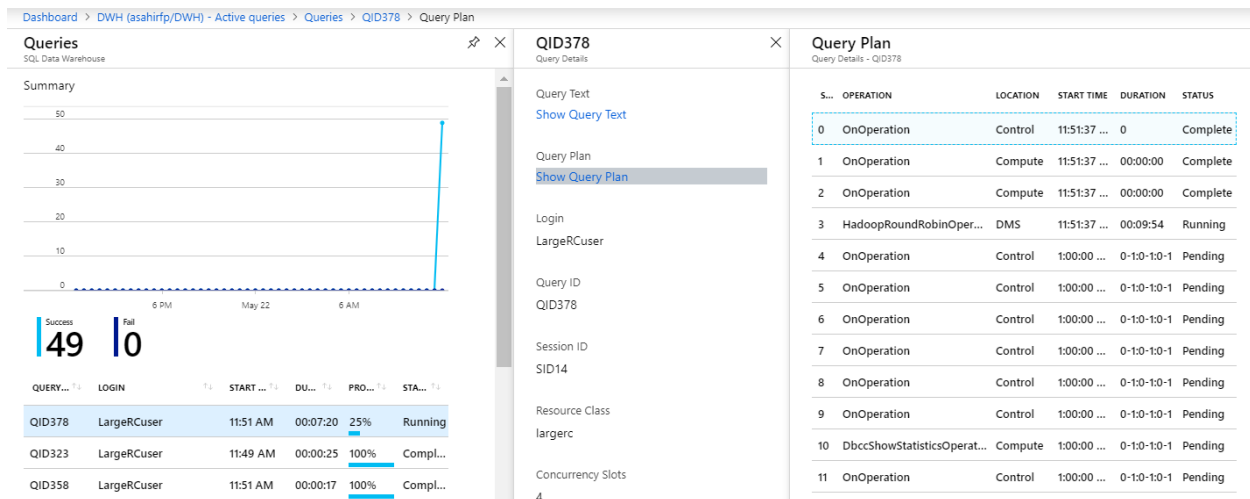 Dashboard > DWH (asahirfp/DWH) - Active queries > Queries > QID378 > Query Plan
Queries
SQL Data Warehouse
Summary
50
40
30
20
10
0
6 PM May 22 6 AM
Success
49
Fail
0
QUERY... LOGIN START ... DU... PRO... STA...
QID378 LargeRCuser 11:51 AM 00:07:20 25% Running
QID323 LargeRCuser 11:49 AM 00:00:25 100% Compl...
QID358 LargeRCuser 11:51 AM 00:00:17 100% Compl...
QID378
Query Details
Query Text
Show Query Text
Query Plan
Show Query Plan
Login
LargeRCuser
Query ID
QID378
Session ID
SID14
Resource Class
largerc
Concurrency Slots
4
Query Plan
Query Details - QID378
S... OPERATION LOCATION START TIME DURATION STATUS
0 OnOperation Control 11:51:37 ... 0 Complete
1 OnOperation Compute 11:51:37 ... 00:00:00 Complete
2 OnOperation Compute 11:51:37 ... 00:00:00 Complete
3 HadoopRoundRobinOper... DMS 11:51:37 ... 00:09:54 Running
4 OnOperation Control 1:00:00 ... 0-1:0-1:0-1 Pending
5 OnOperation Control 1:00:00 ... 0-1:0-1:0-1 Pending
6 OnOperation Control 1:00:00 ... 0-1:0-1:0-1 Pending
7 OnOperation Control 1:00:00 ... 0-1:0-1:0-1 Pending
8 OnOperation Control 1:00:00 ... 0-1:0-1:0-1 Pending
9 OnOperation Control 1:00:00 ... 0-1:0-1:0-1 Pending
10 DbccShowStatisticsOperat... Compute 1:00:00 ... 0-1:0-1:0-1 Pending
11 OnOperation Control 1:00:00 ... 0-1:0-1:0-1 Pending